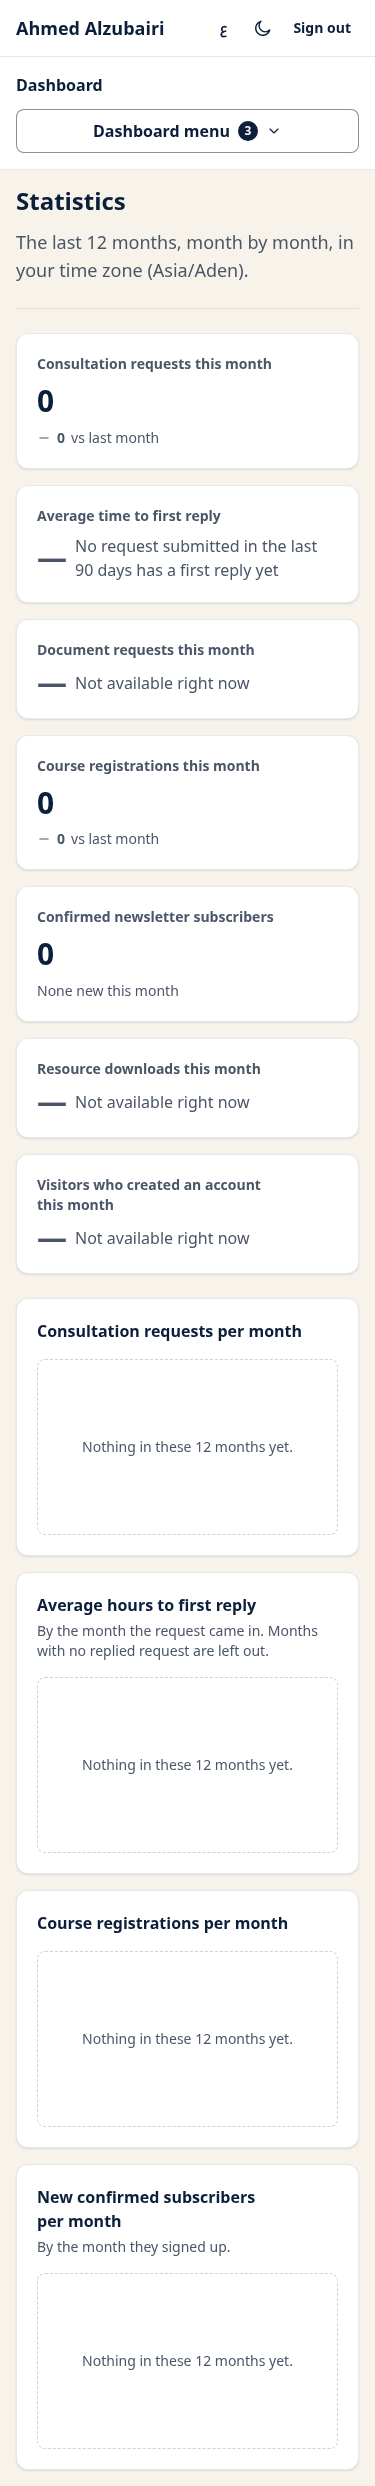 Ahmed Alzubairi
ع
Sign out
Dashboard
Dashboard menu 3
Statistics
The last 12 months, month by month, in
your time zone (Asia/Aden).
Consultation requests this month
0
— 0 vs last month
Average time to first reply
— No request submitted in the last
90 days has a first reply yet
Document requests this month
— Not available right now
Course registrations this month
0
— 0 vs last month
Confirmed newsletter subscribers
0
None new this month
Resource downloads this month
— Not available right now
Visitors who created an account
this month
— Not available right now
Consultation requests per month
Nothing in these 12 months yet.
Average hours to first reply
By the month the request came in. Months
with no replied request are left out.
Nothing in these 12 months yet.
Course registrations per month
Nothing in these 12 months yet.
New confirmed subscribers
per month
By the month they signed up.
Nothing in these 12 months yet.